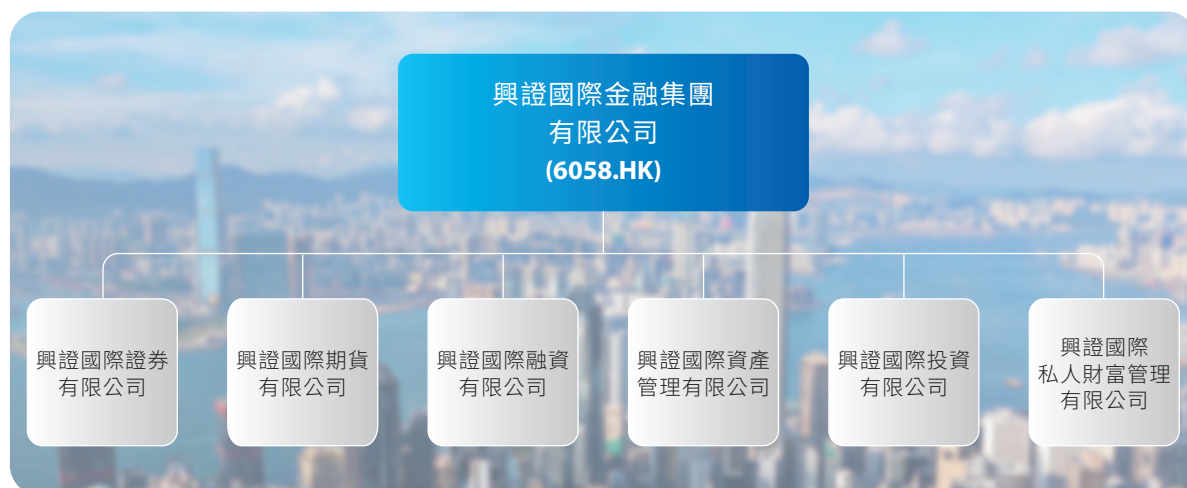 興證國際金融集團
有限公司
(6058.HK)
興證國際證券
有限公司
興證國際期貨
有限公司
興證國際融資
有限公司
興證國際資產
管理有限公司
興證國際投資
有限公司
興證國際
私人財富管理
有限公司